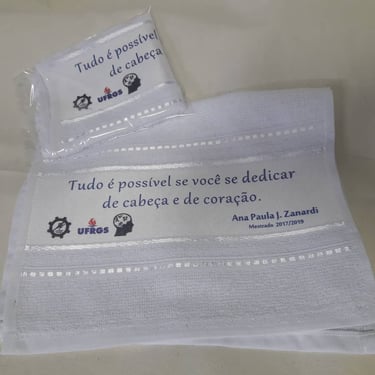 Tudo é possível
de cabeça
UFRGS
Tudo é possível se você se dedicar
de cabeça e de coração.
Ana Paula J. Zanardi
Mestrado 2017/2019
UFRGS